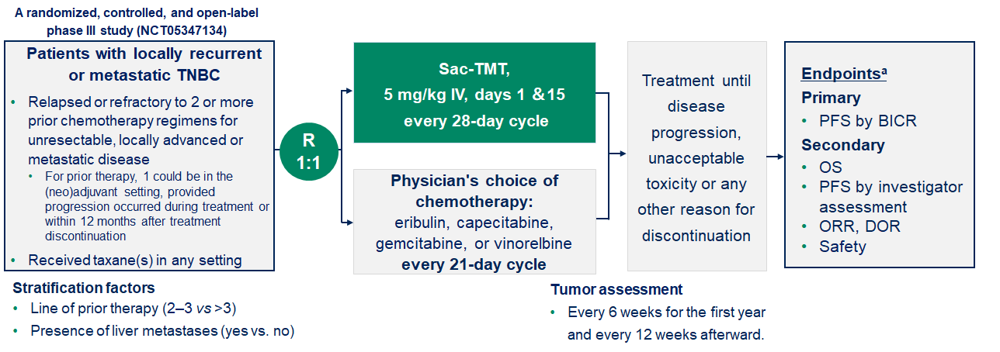 A randomized, controlled, and open-label
phase III study (NCT05347134)
Patients with locally recurrent
or metastatic TNBC
• Relapsed or refractory to 2 or more
prior chemotherapy regimens for
unresectable, locally advanced or
metastatic disease
• For prior therapy, 1 could be in the
(neo)adjuvant setting, provided
progression occurred during treatment or
within 12 months after treatment
discontinuation
• Received taxane(s) in any setting
Stratification factors
• Line of prior therapy (2–3 vs >3)
• Presence of liver metastases (yes vs. no)
R
1:1
Sac-TMT,
5 mg/kg IV, days 1 &15
every 28-day cycle
Physician's choice of
chemotherapy:
eribulin, capecitabine,
gemcitabine, or vinorelbine
every 21-day cycle
Treatment until
disease
progression,
unacceptable
toxicity or any
other reason for
discontinuation
Tumor assessment
• Every 6 weeks for the first year
and every 12 weeks afterward.
Endpointsᵃ
Primary
• PFS by BICR
Secondary
• OS
• PFS by investigator
assessment
• ORR, DOR
• Safety